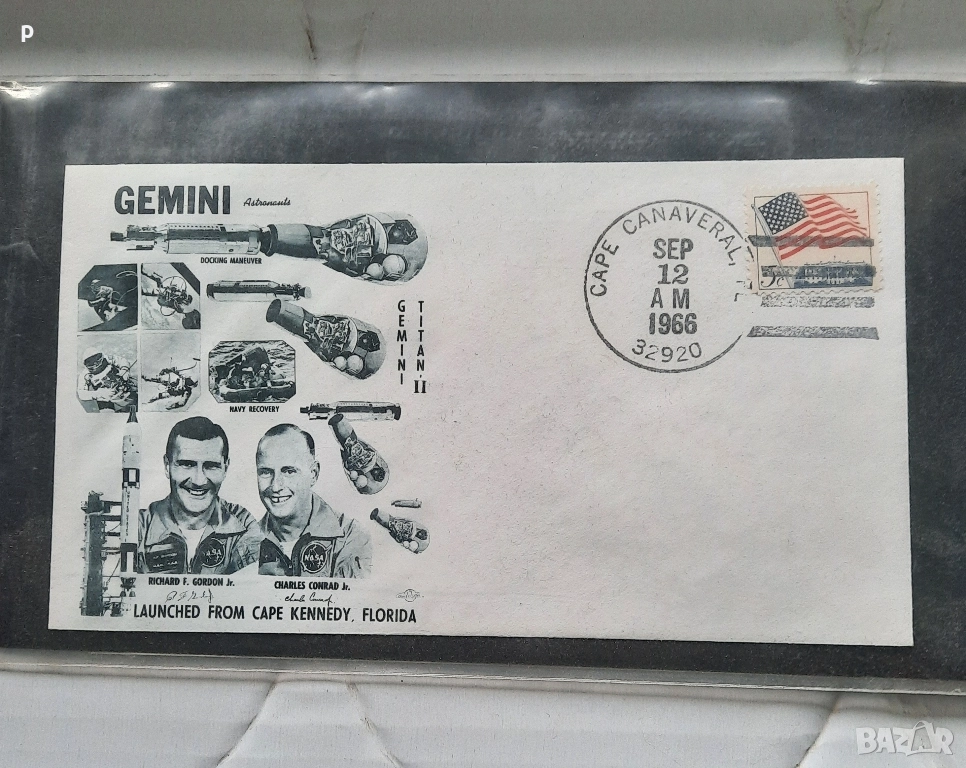 p
GEMINI Astronauts
DOCKING MANEUVER
GEMINI
TITAN II
NAVY RECOVERY
NASA
NASA
RICHARD F. GORDON Jr.
CHARLES CONRAD Jr.
LAUNCHED FROM CAPE KENNEDY, FLORIDA
CAPE CANAVERAL,
SEP
12
AM
1966
32920
5c
BAZAR